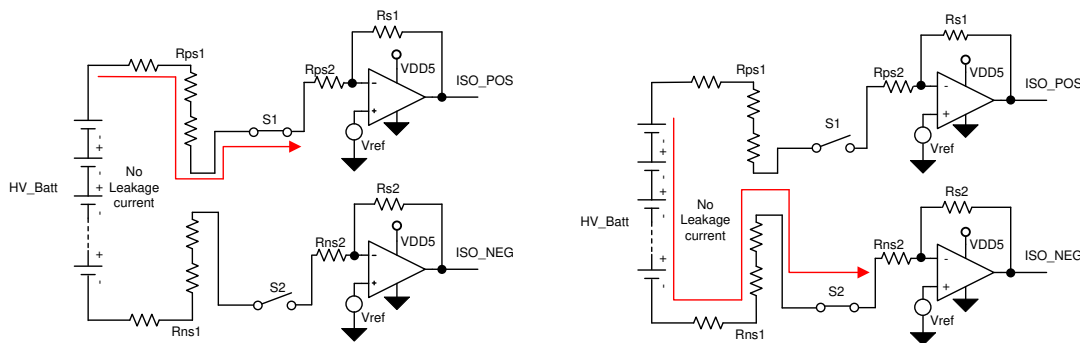 Rs1
Rps1
Rps2
VDD5
ISO_POS
-
+
S1
Vref
HV_Batt
+
-
+
-
+
-
+
-
No
Leakage
current
Rs2
Rns2
VDD5
ISO_NEG
-
+
S2
Vref
Rns1
Rs1
Rps1
Rps2
VDD5
ISO_POS
-
+
S1
Vref
HV_Batt
+
-
+
-
+
-
+
-
No
Leakage
current
Rs2
Rns2
VDD5
ISO_NEG
-
+
S2
Vref
Rns1